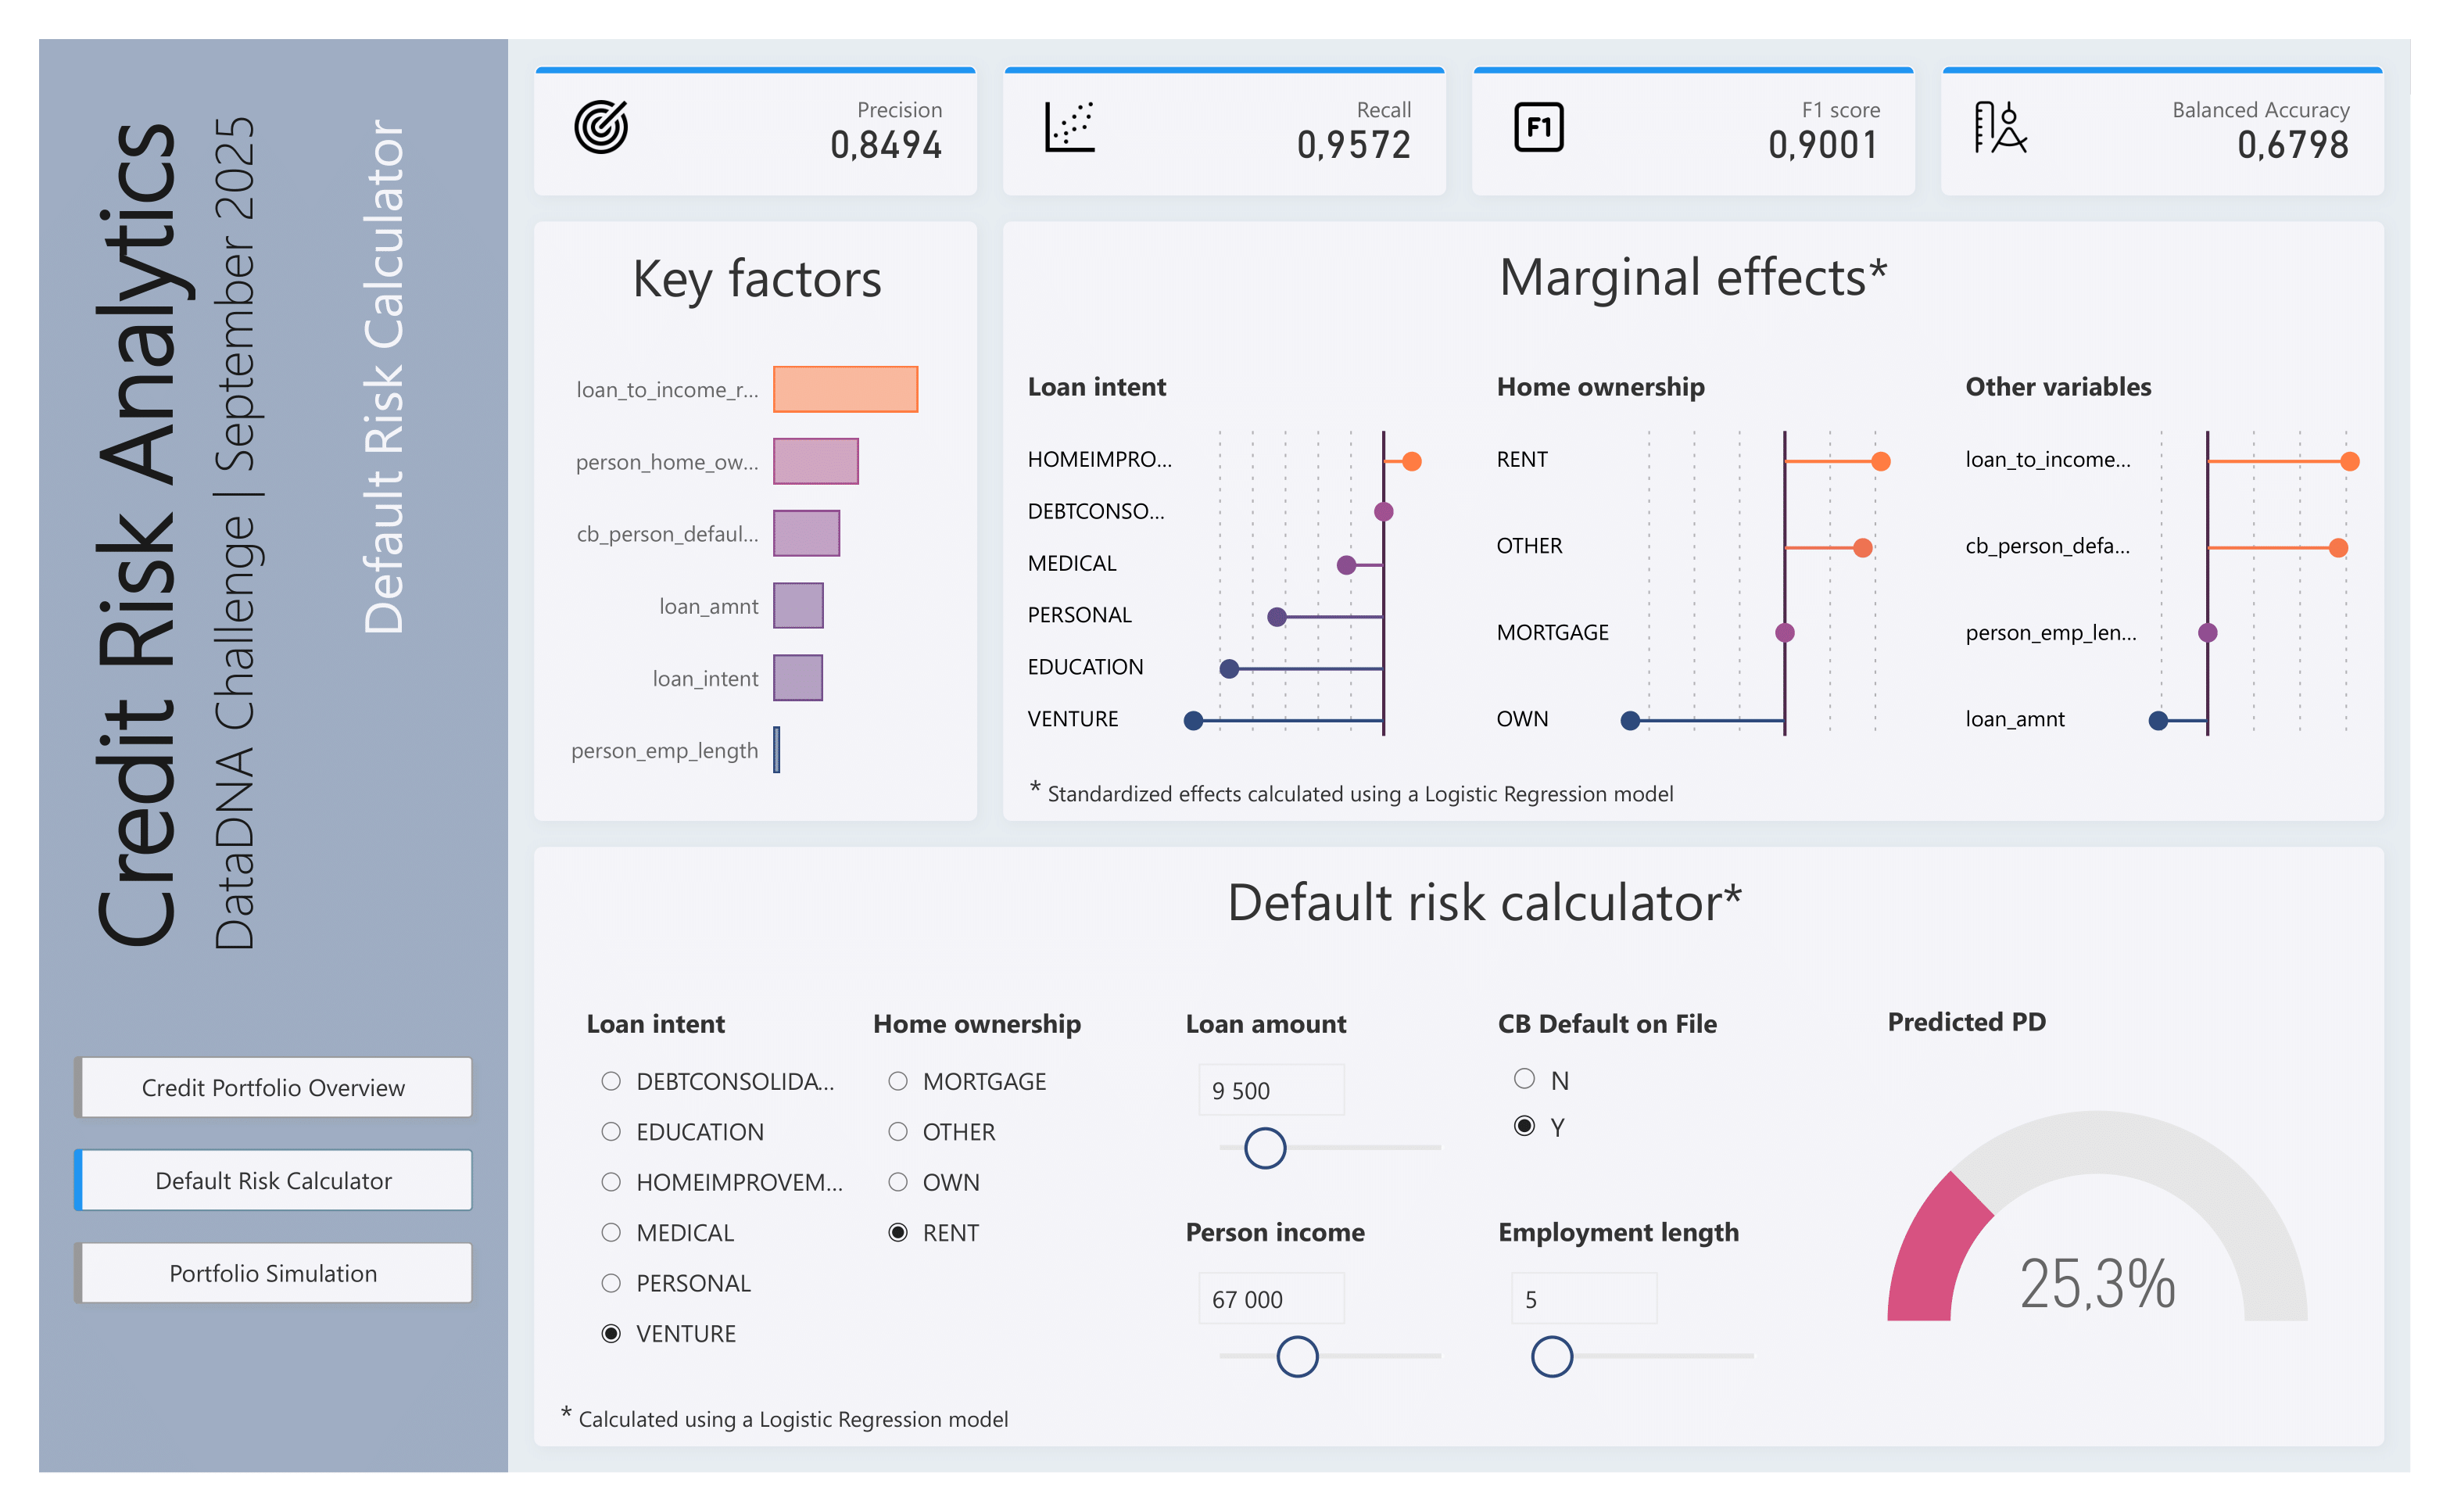 Credit Risk Analytics
DataDNA Challenge | September 2025
Default Risk Calculator
Credit Portfolio Overview
Default Risk Calculator
Portfolio Simulation
Precision
0,8494
Recall
0,9572
F1
F1 score
0,9001
Balanced Accuracy
0,6798
Key factors
loan_to_income_r...
person_home_ow...
cb_person_defaul...
loan_amnt
loan_intent
person_emp_length
Marginal effects*
Loan intent
HOMEIMPRO...
DEBTCONSO...
MEDICAL
PERSONAL
EDUCATION
VENTURE
Home ownership
RENT
OTHER
MORTGAGE
OWN
Other variables
loan_to_income...
cb_person_defa...
person_emp_len...
loan_amnt
* Standardized effects calculated using a Logistic Regression model
Default risk calculator*
Loan intent
DEBTCONSOLIDA...
EDUCATION
HOMEIMPROVEM...
MEDICAL
PERSONAL
VENTURE
Home ownership
MORTGAGE
OTHER
OWN
RENT
Loan amount
9 500
Person income
67 000
CB Default on File
N
Y
Employment length
5
Predicted PD
25,3%
* Calculated using a Logistic Regression model